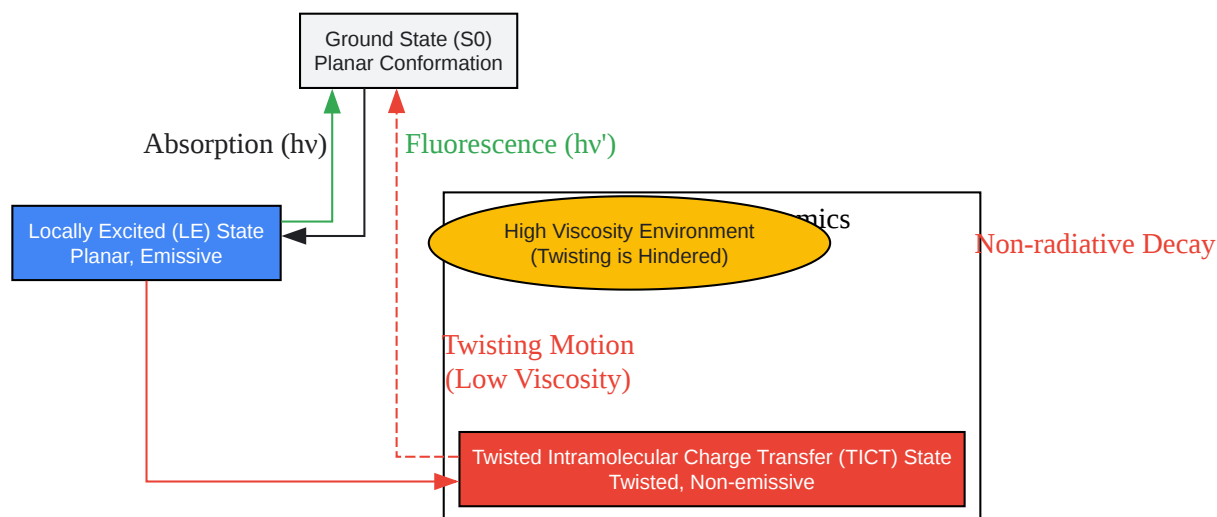 Ground State (S0)
Planar Conformation
Absorption (hν)
Fluorescence (hν')
Locally Excited (LE) State
Planar, Emissive
High Viscosity Environment
(Twisting is Hindered)
Non-radiative Decay
Twisting Motion
(Low Viscosity)
Twisted Intramolecular Charge Transfer (TICT) State
Twisted, Non-emissive